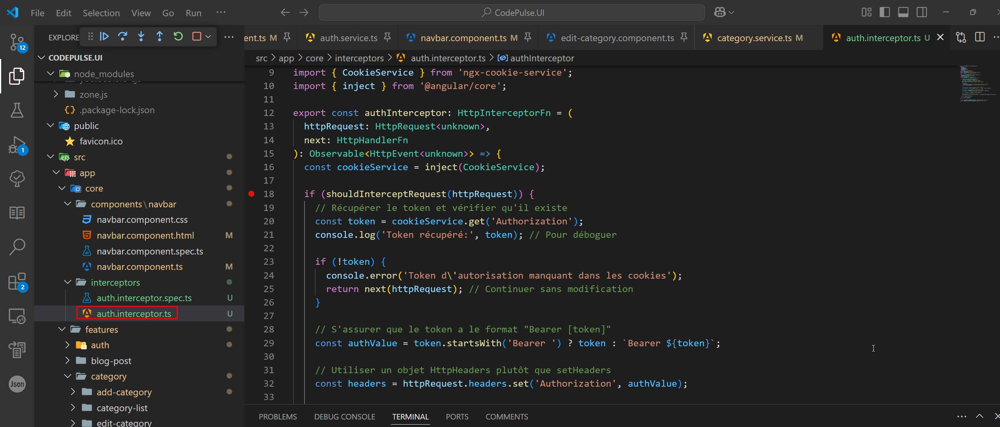 File Edit Selection View Go Run ···
CodePulse.UI
EXPLORE
ent.ts M
auth.service.ts
navbar.component.ts M
edit-category.component.ts
category.service.ts M
auth.interceptor.ts U
src > app > core > interceptors > auth.interceptor.ts > authInterceptor
12
1
2
Json
CODEPULSE.UI
node_modules
zone.js
.package-lock.json
public
favicon.ico
src
app
core
components\navbar
navbar.component.css
navbar.component.html M
navbar.component.spec.ts
navbar.component.ts M
interceptors
auth.interceptor.spec.ts U
auth.interceptor.ts U
features
auth
blog-post
category
add-category
category-list
edit-category
9 import { CookieService } from 'ngx-cookie-service';
10 import { inject } from '@angular/core';
11
12 export const authInterceptor: HttpInterceptorFn = (
13 httpRequest: HttpRequest<unknown>,
14 next: HttpHandlerFn
15 ): Observable<HttpEvent<unknown>> => {
16 const cookieService = inject(CookieService);
17
18 if (shouldInterceptRequest(httpRequest)) {
19 // Récupérer le token et vérifier qu'il existe
20 const token = cookieService.get('Authorization');
21 console.log('Token récupéré:', token); // Pour déboguer
22
23 if (!token) {
24 console.error('Token d\'autorisation manquant dans les cookies');
25 return next(httpRequest); // Continuer sans modification
26 }
27
28 // S'assurer que le token a le format "Bearer [token]"
29 const authValue = token.startsWith('Bearer ') ? token : `Bearer ${token}`;
30
31 // Utiliser un objet HttpHeaders plutôt que setHeaders
32 const headers = httpRequest.headers.set('Authorization', authValue);
33
PROBLEMS DEBUG CONSOLE TERMINAL PORTS COMMENTS